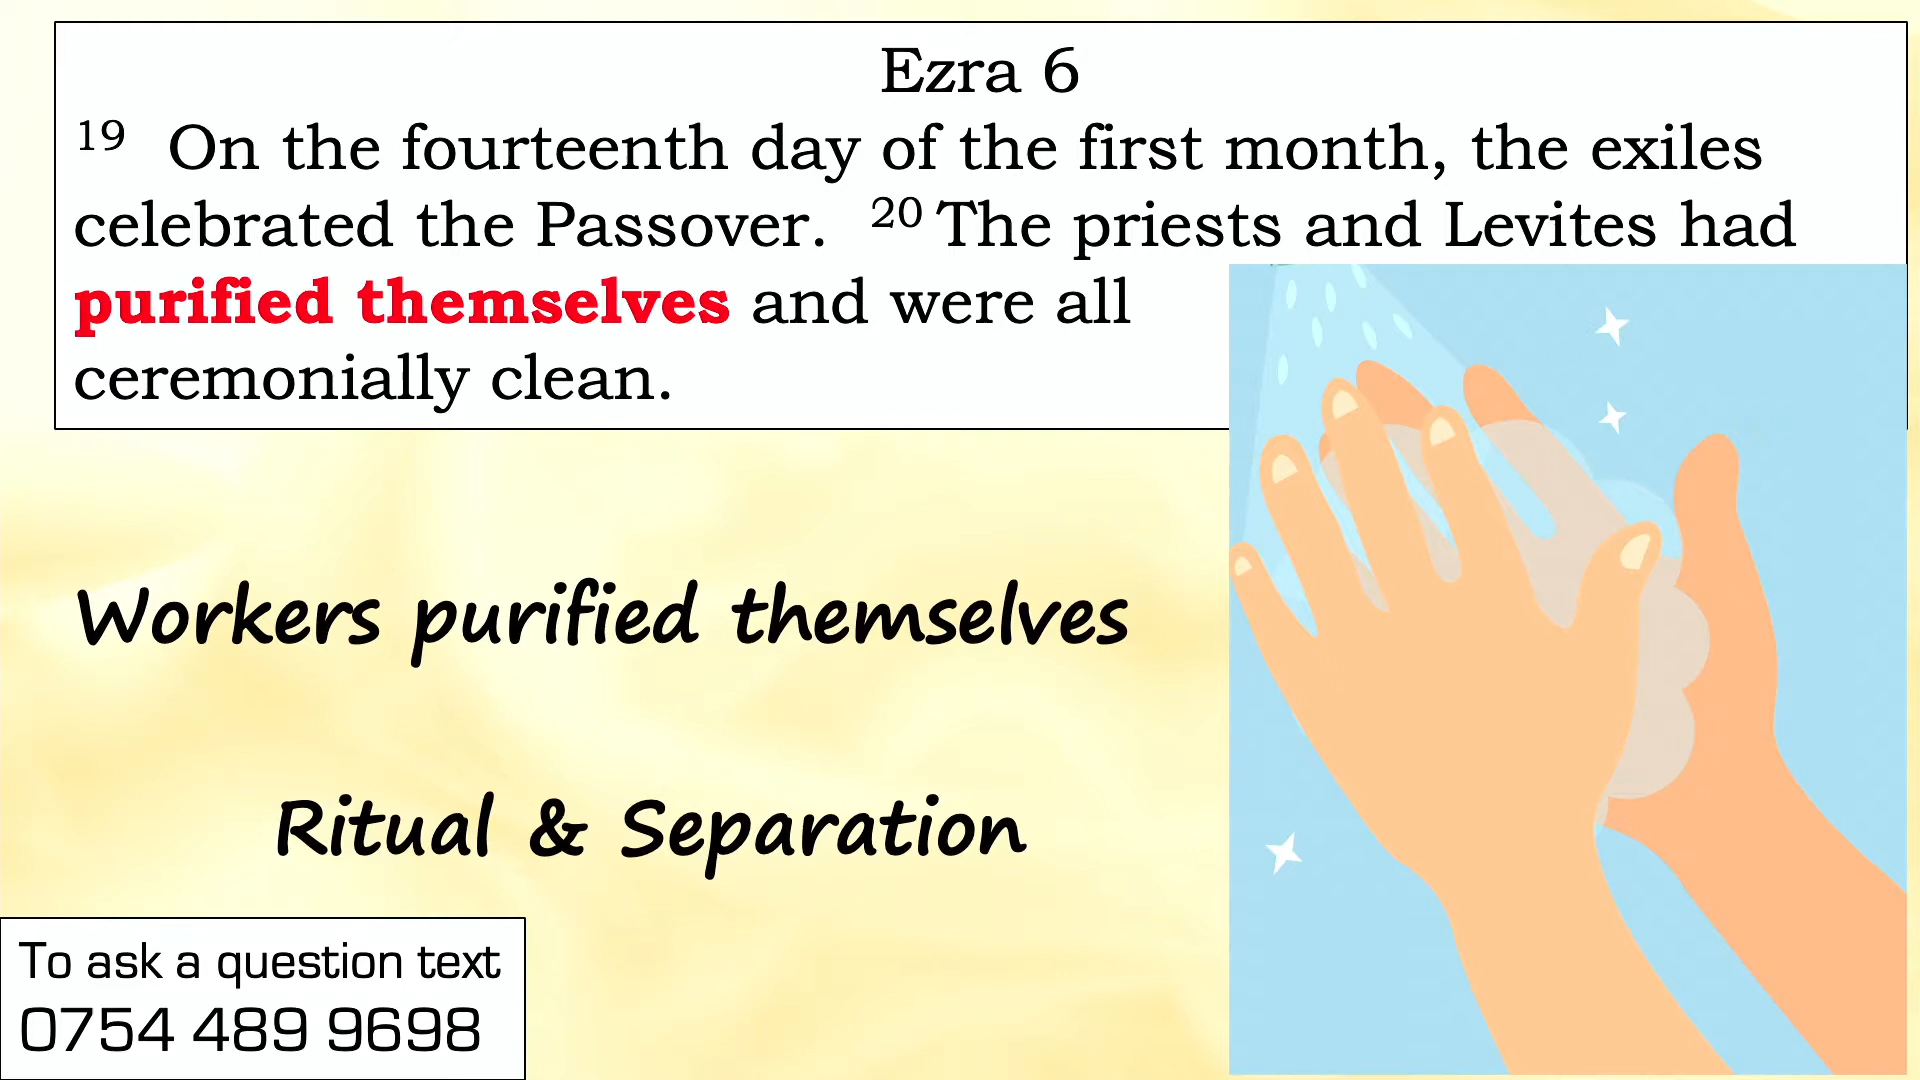 Ezra 6
19 On the fourteenth day of the first month, the exiles
celebrated the Passover. 20 The priests and Levites had
purified themselves and were all
ceremonially clean.
Workers purified themselves
Ritual & Separation
To ask a question text
0754 489 9698